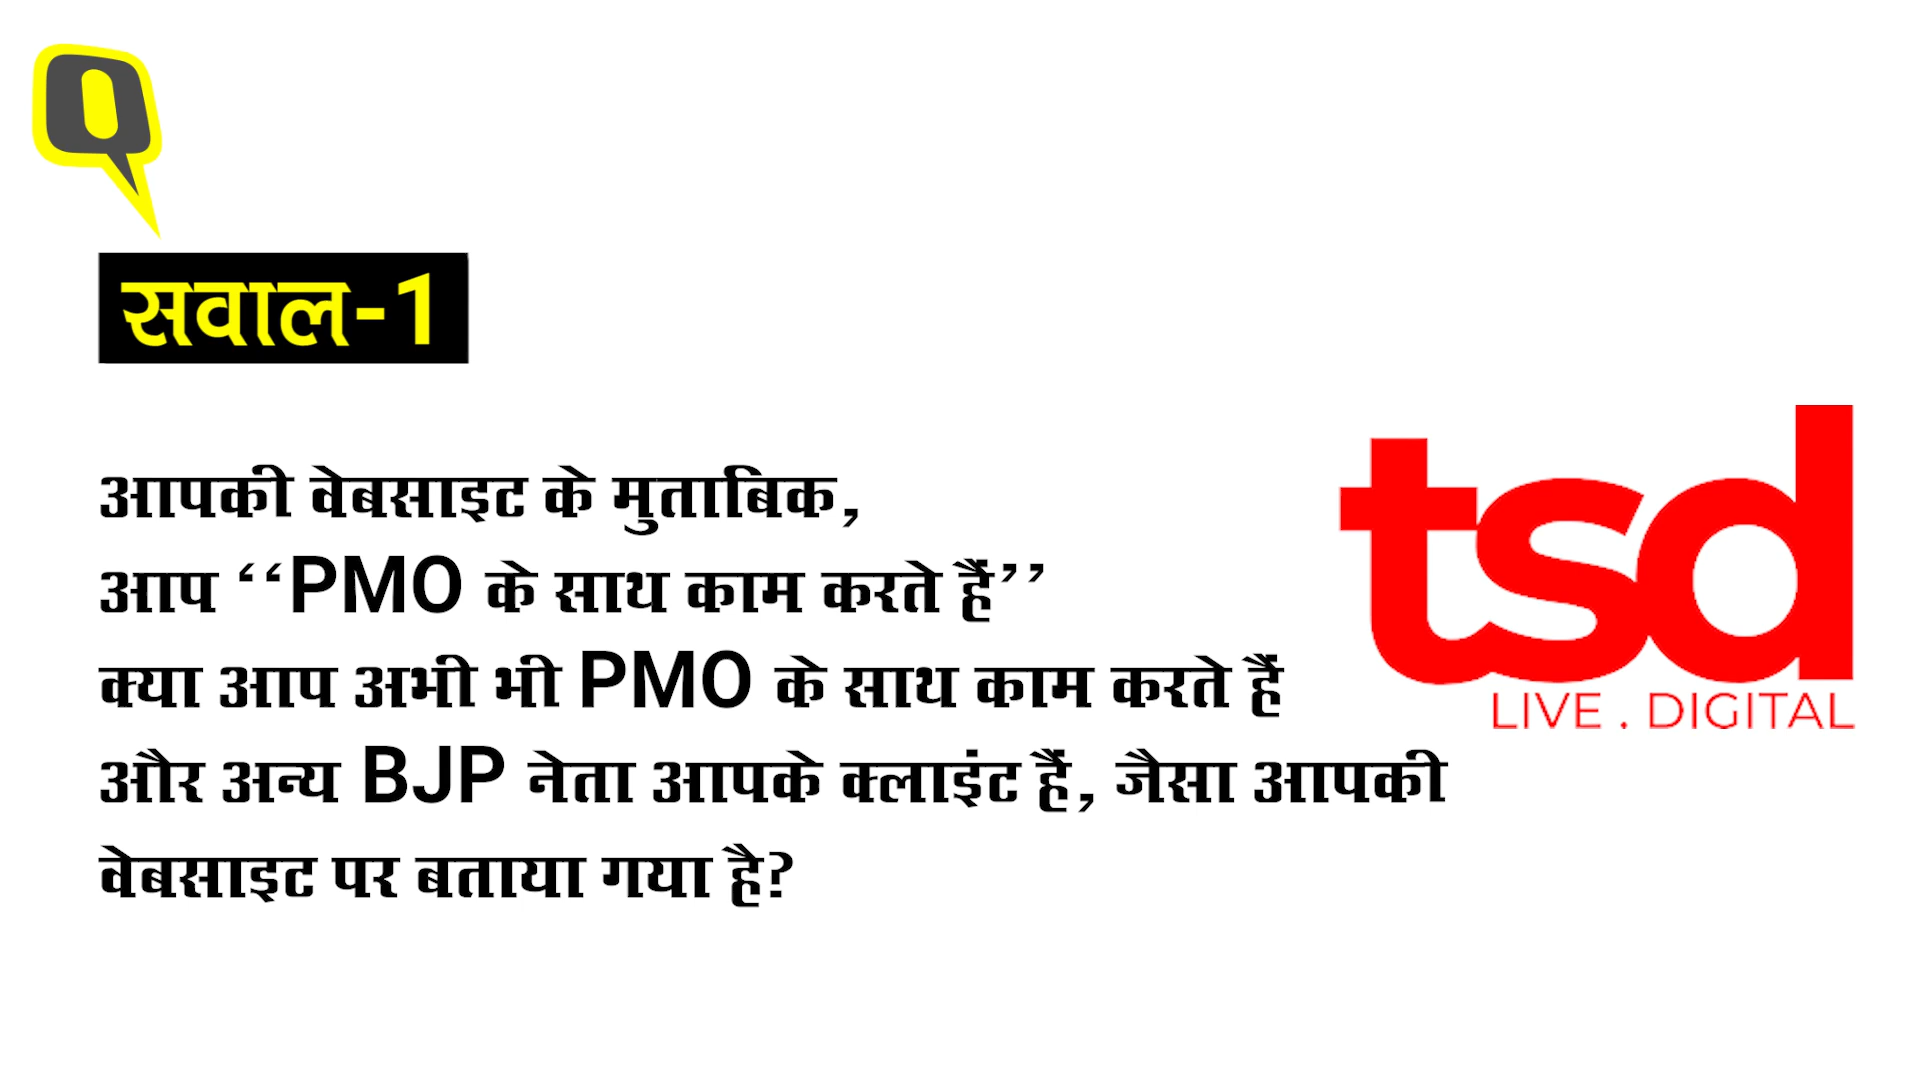 Q
सवाल-1
आपकी वेबसाइट के मुताबिक,
आप ‘‘PMO के साथ काम करते हैं’’
क्या आप अभी भी PMO के साथ काम करते हैं
और अन्य BJP नेता आपके क्लाइंट हैं, जैसा आपकी
वेबसाइट पर बताया गया है?
tsd
LIVE . DIGITAL